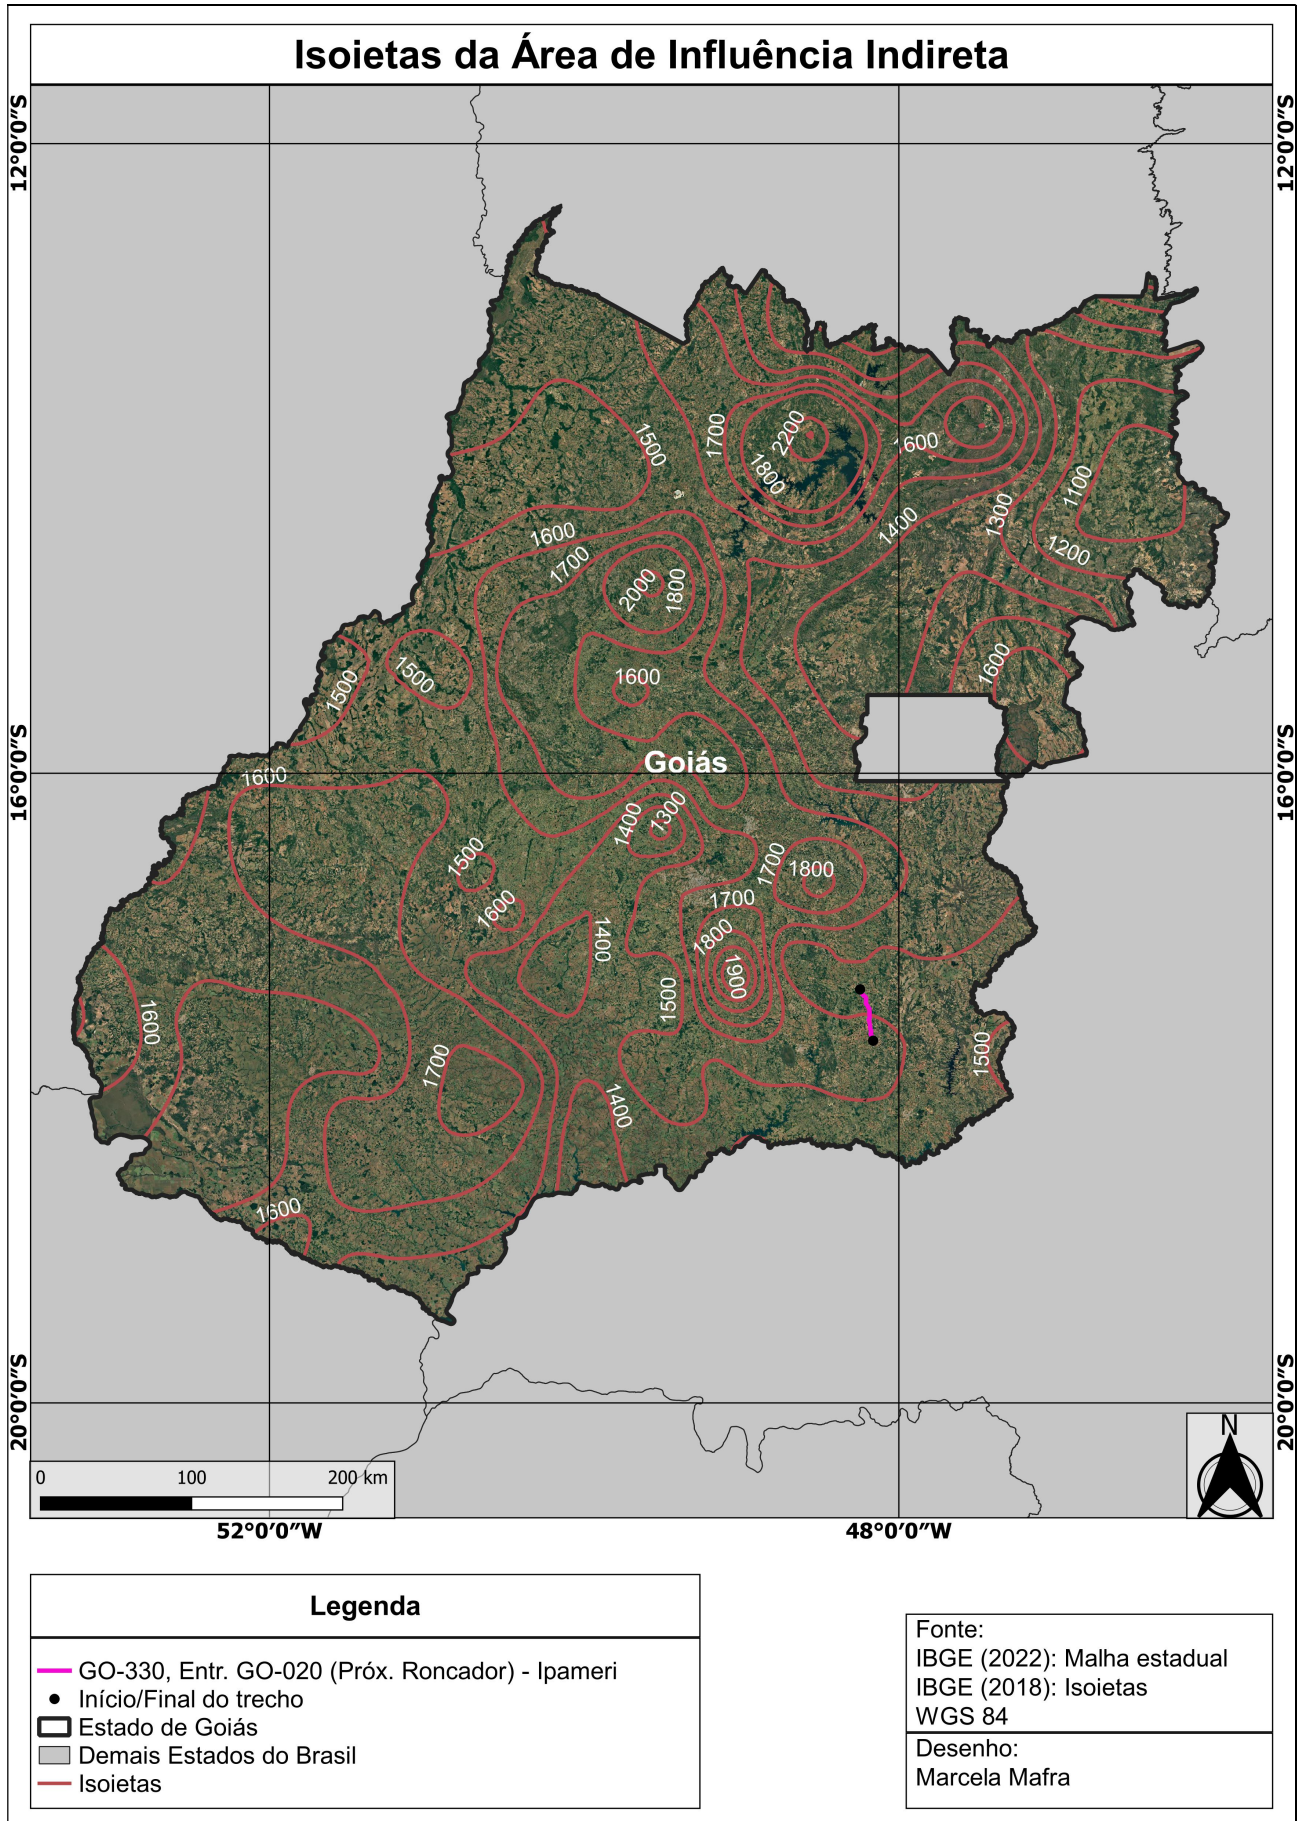 Isoietas da Área de Influência Indireta
12°0'0"S
12°0'0"S
1500
1700
2200
1800
1600
1100
1300
1400
1200
1600
1700
2000
1800
1600
1500
1500
1600
Goiás
16°0'0"S
16°0'0"S
1600
1400
1300
1500
1600
1700
1800
1700
1800
1900
1400
1500
1600
1700
1400
1500
1600
20°0'0"S
20°0'0"S
N
0 100 200 km
52°0'0"W
48°0'0"W
Legenda
GO-330, Entr. GO-020 (Próx. Roncador) - Ipameri
Início/Final do trecho
Estado de Goiás
Demais Estados do Brasil
Isoietas
Fonte:
IBGE (2022): Malha estadual
IBGE (2018): Isoietas
WGS 84
Desenho:
Marcela Mafra